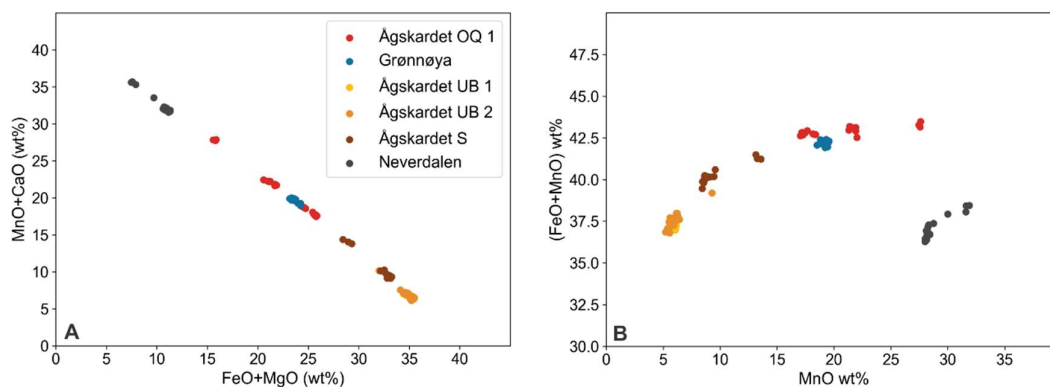 MnO+CaO (wt%)
40
35
30
25
20
15
10
5
0
0 5 10 15 20 25 30 35 40
FeO+MgO (wt%)
Ågskardet OQ 1
Grønnøya
Ågskardet UB 1
Ågskardet UB 2
Ågskardet S
Neverdalen
A
(FeO+MnO) wt%
47.5
45.0
42.5
40.0
37.5
35.0
32.5
30.0
0 5 10 15 20 25 30 35
MnO wt%
B